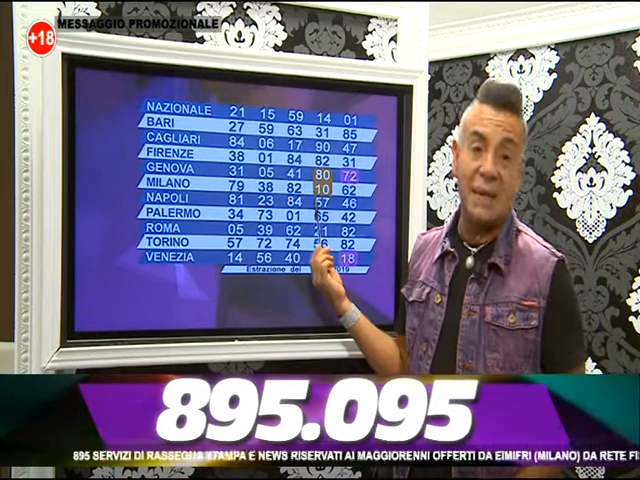 MESSAGGIO PROMOZIONALE
+18
NAZIONALE 21 15 59 14 01
BARI 27 59 63 31 85
CAGLIARI 84 06 17 90 47
FIRENZE 38 01 84 82 31
GENOVA 31 05 41 80 72
MILANO 79 38 82 10 62
NAPOLI 81 23 84 57 46
PALERMO 34 73 01 65 42
ROMA 05 39 62 21 82
TORINO 57 72 74 56 82
VENEZIA 14 56 40 18
Estrazione del
895.095
895 SERVIZI DI RASSEGNA STAMPA E NEWS RISERVATI AI MAGGIORENNI OFFERTI DA EIMIFRI (MILANO) DA RETE FI